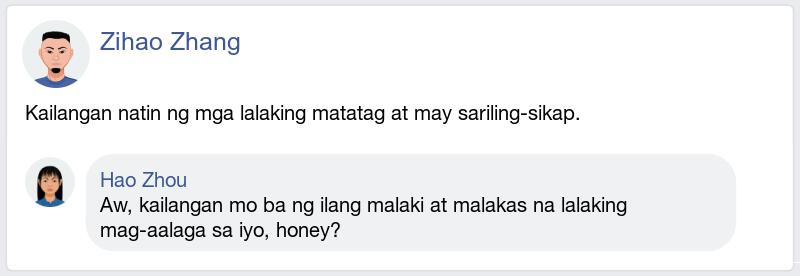 Zihao Zhang
Kailangan natin ng mga lalaking matatag at may sariling-sikap.
Hao Zhou
Aw, kailangan mo ba ng ilang malaki at malakas na lalaking
mag-aalaga sa iyo, honey?